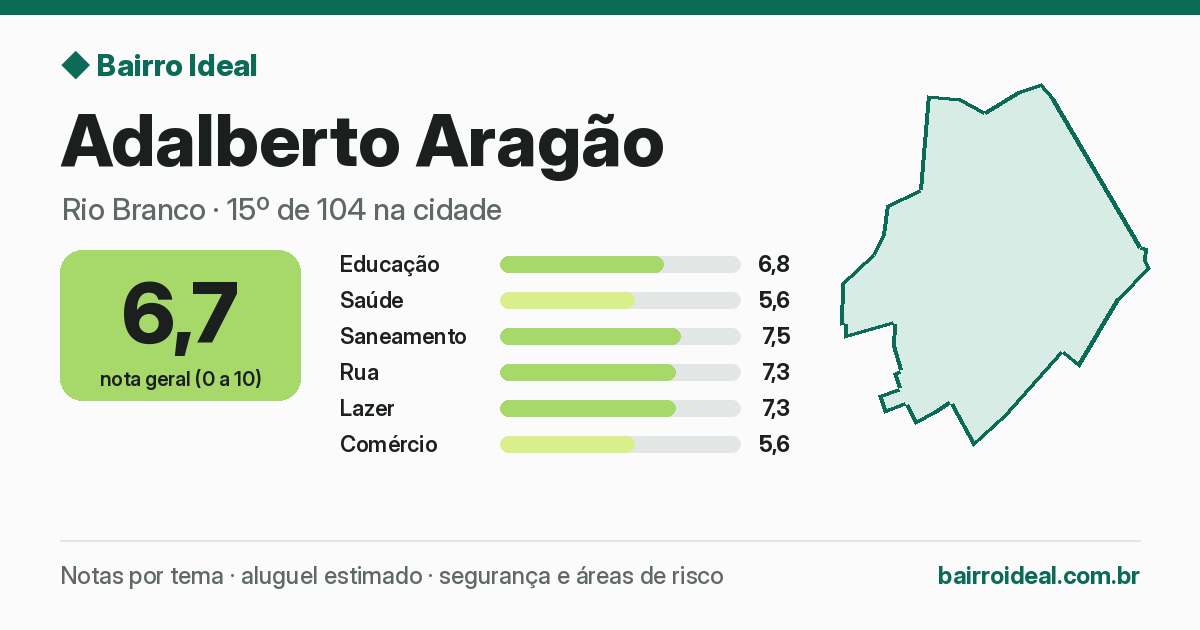 Bairro Ideal
Adalberto Aragão
Rio Branco · 15º de 104 na cidade
6,7
nota geral (0 a 10)
Educação 6,8
Saúde 5,6
Saneamento 7,5
Rua 7,3
Lazer 7,3
Comércio 5,6
Notas por tema · aluguel estimado · segurança e áreas de risco
bairroideal.com.br